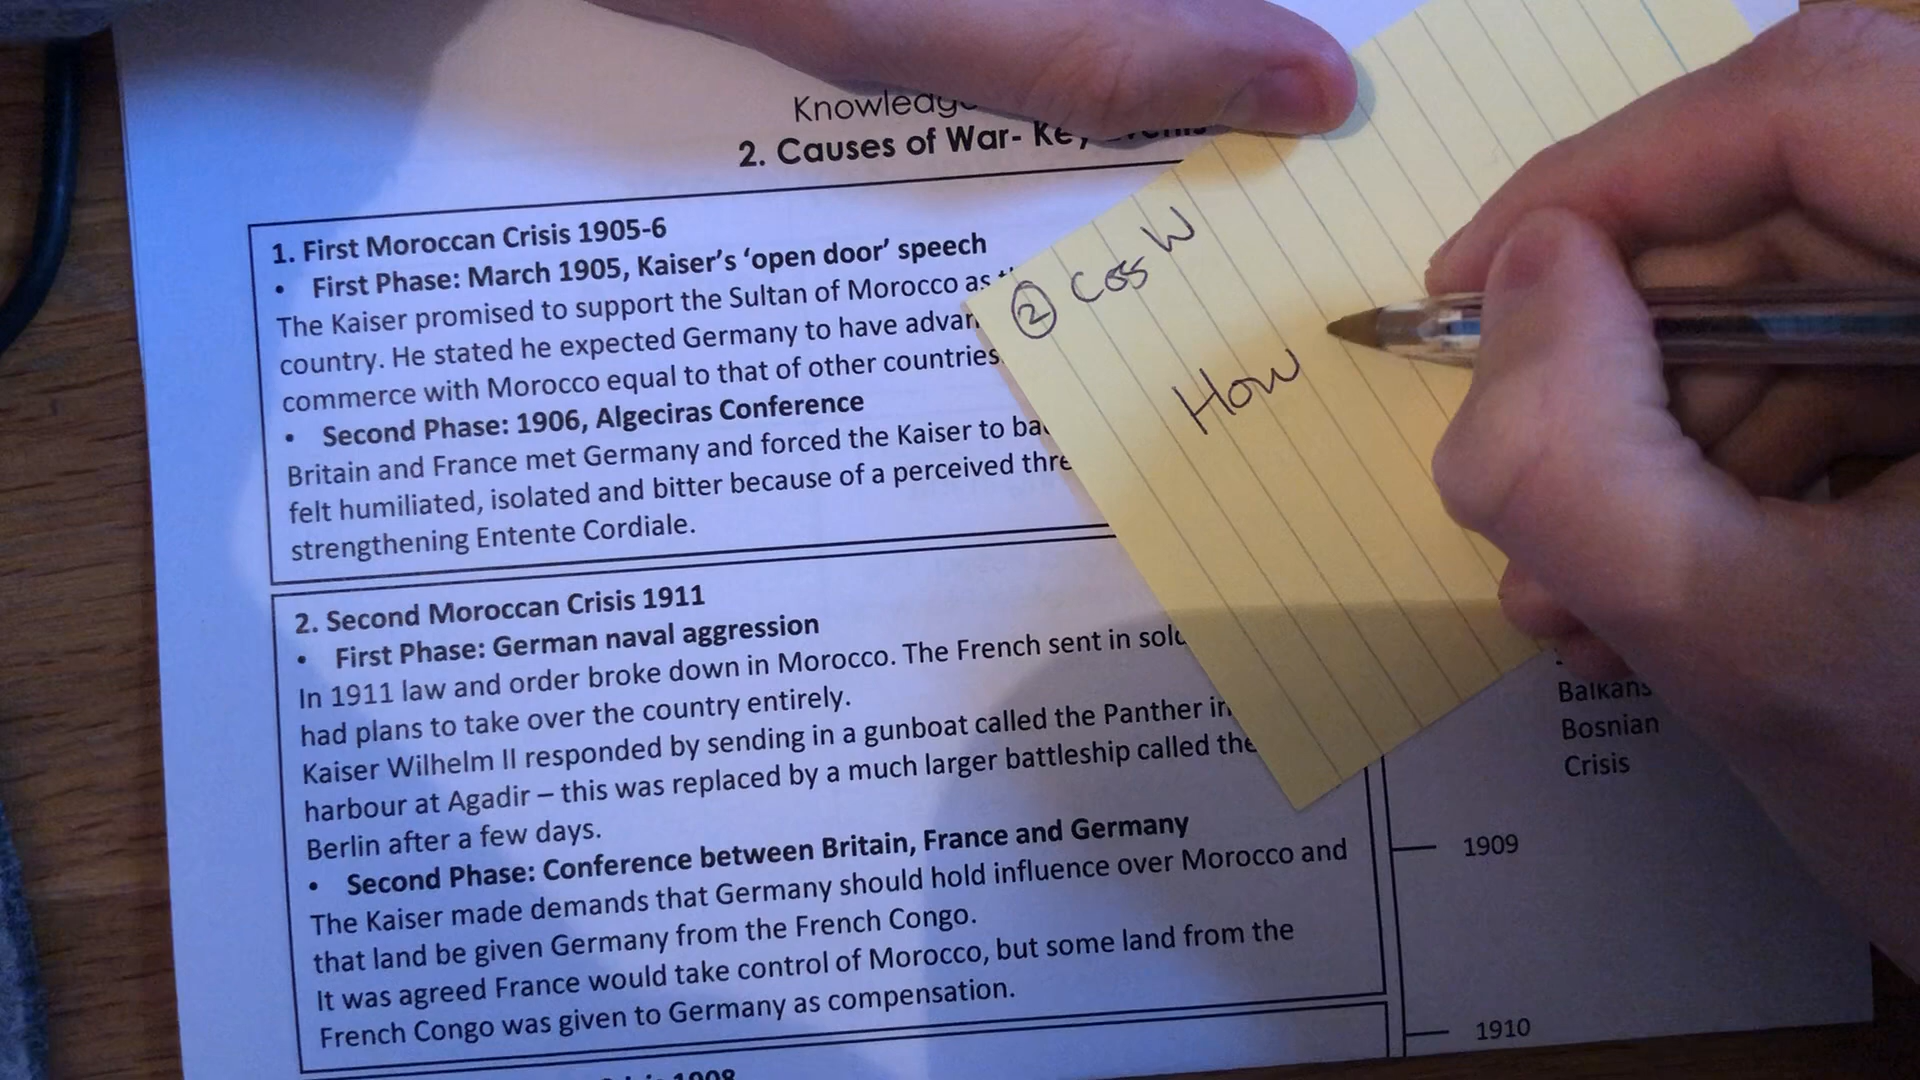 2. Causes of War-
1. First Moroccan Crisis 1905-6
• First Phase: March 1905, Kaiser's 'open door' speech
The Kaiser promised to support the Sultan of Morocco as
country. He stated he expected Germany to have
commerce with Morocco equal to that of other countries
• Second Phase: 1906, Algeciras Conference
Britain and France met Germany and forced the Kaiser to
felt humiliated, isolated and bitter because of a perceived
strengthening Entente Cordiale.
2. Second Moroccan Crisis 1911
• First Phase: German naval aggression
In 1911 law and order broke down in Morocco. The French sent in
had plans to take over the country entirely.
Kaiser Wilhelm II responded by sending in a gunboat called the Panther
harbour at Agadir – this was replaced by a much larger battleship called the
Berlin after a few days.
• Second Phase: Conference between Britain, France and Germany
The Kaiser made demands that Germany should hold influence over Morocco and
that land be given Germany from the French Congo.
It was agreed France would take control of Morocco, but some land from the
French Congo was given to Germany as compensation.
1908
② W
How
Balkans
Bosnian
Crisis
1909
1910